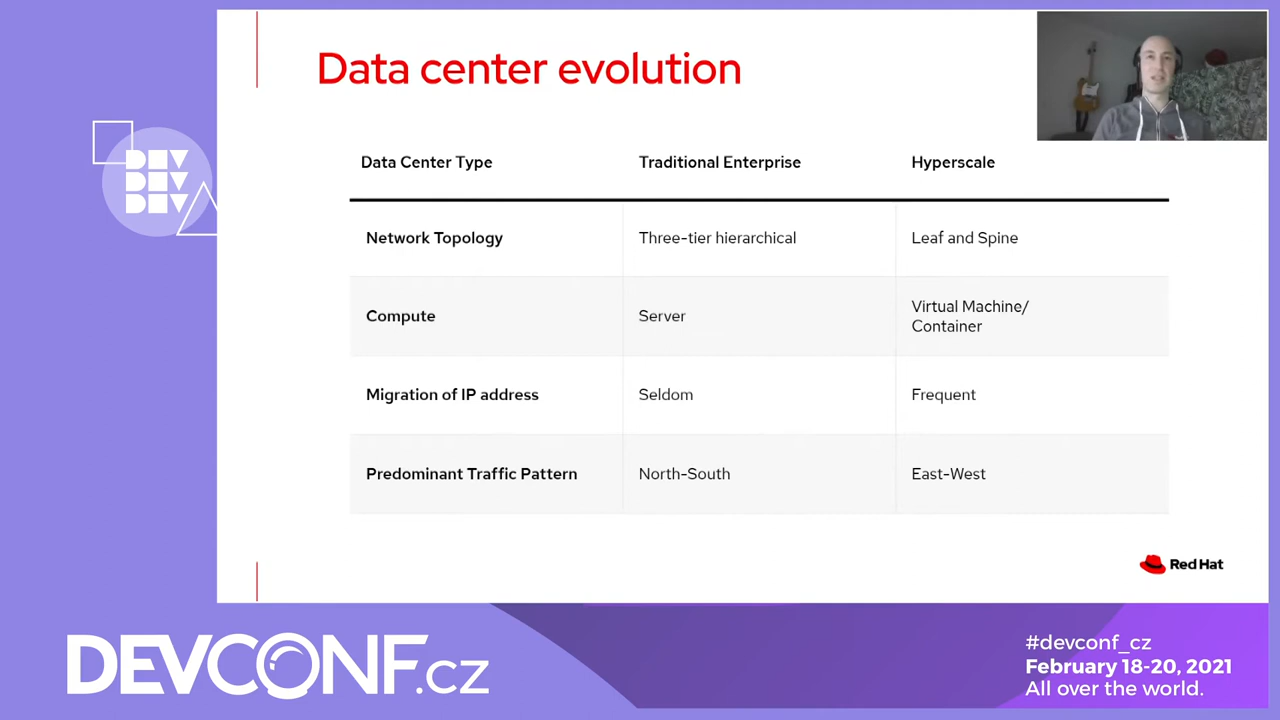 Data center evolution
DEV
DEV
DEV
Data Center Type Traditional Enterprise Hyperscale
Network Topology Three-tier hierarchical Leaf and Spine
Compute Server Virtual Machine/
Container
Migration of IP address Seldom Frequent
Predominant Traffic Pattern North-South East-West
Red Hat
DEVCONF.cz
#devconf_cz
February 18-20, 2021
All over the world.